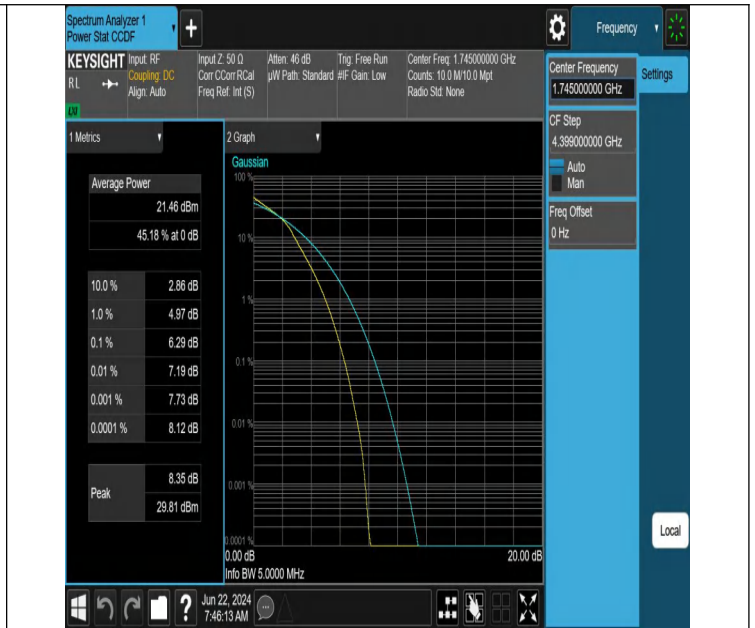 Spectrum Analyzer 1
Power Stat CCDF
+
Frequency
KEYSIGHT
RL
LXI
Input: RF
Coupling: DC
Align: Auto
Input Z: 50 Ω
Corr CCorr RCal
Freq Ref: Int (S)
Atten: 46 dB
µW Path: Standard
Trig: Free Run
#IF Gain: Low
Center Freq: 1.745000000 GHz
Counts: 10.0 M/10.0 Mpt
Radio Std: None
Center Frequency
1.745000000 GHz
Settings
CF Step
4.399000000 GHz
Auto
Man
Freq Offset
0 Hz
1 Metrics
Average Power
21.46 dBm
45.18 % at 0 dB
10.0 % 2.86 dB
1.0 % 4.97 dB
0.1 % 6.29 dB
0.01 % 7.19 dB
0.001 % 7.73 dB
0.0001 % 8.12 dB
Peak
8.35 dB
29.81 dBm
2 Graph
Gaussian
100 %
10 %
1 %
0.1 %
0.01 %
0.001 %
0.0001 %
0.00 dB 20.00 dB
Info BW 5.0000 MHz
Local
?
Jun 22, 2024
7:46:13 AM